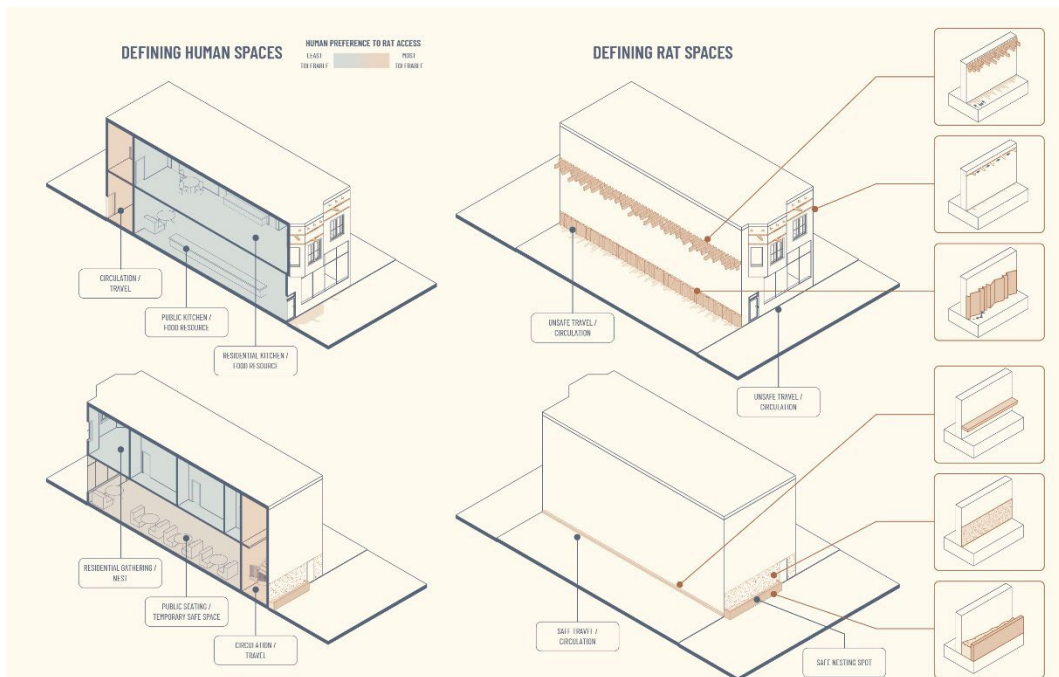 DEFINING HUMAN SPACES
HUMAN PREFERENCE TO RAT ACCESS
LEAST
TOLERABLE
MOST
TOLERABLE
DEFINING RAT SPACES
CIRCULATION /
TRAVEL
PUBLIC KITCHEN /
FOOD RESOURCE
RESIDENTIAL KITCHEN /
FOOD RESOURCE
UNSAFE TRAVEL /
CIRCULATION
UNSAFE TRAVEL /
CIRCULATION
RESIDENTIAL GATHERING /
NEST
PUBLIC SEATING /
TEMPORARY SAFE SPACE
CIRCULATION /
TRAVEL
SAFE TRAVEL /
CIRCULATION
SAFE NESTING SPOT